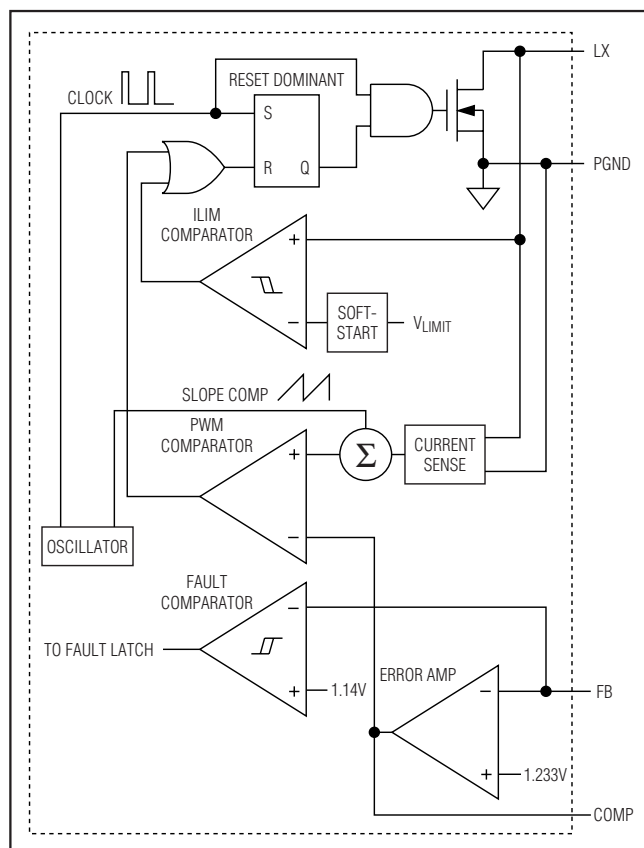 LX
RESET DOMINANT
CLOCK
S
R
Q
PGND
ILIM
COMPARATOR
+
−
SOFT-
START
VLIMIT
SLOPE COMP
PWM
COMPARATOR
+
−
Σ
CURRENT
SENSE
OSCILLATOR
FAULT
COMPARATOR
−
+
TO FAULT LATCH
1.14V
ERROR AMP
−
+
FB
1.233V
COMP